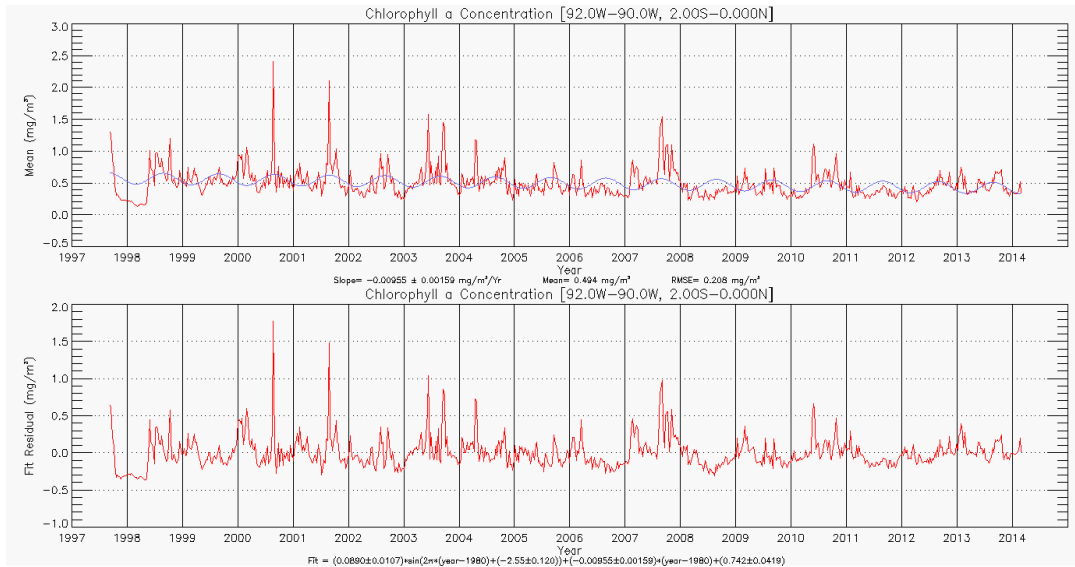 Chlorophyll a Concentration [92.0W−90.0W, 2.00S−0.000N]
Mean (mg/m³)
3.0
2.5
2.0
1.5
1.0
0.5
0.0
−0.5
1997 1998 1999 2000 2001 2002 2003 2004 2005 2006 2007 2008 2009 2010 2011 2012 2013 2014
Year
Slope= −0.00955 ± 0.00159 mg/m³/Yr Mean= 0.494 mg/m³ RMSE= 0.208 mg/m³
Chlorophyll a Concentration [92.0W−90.0W, 2.00S−0.000N]
Fit Residual (mg/m³)
2.0
1.5
1.0
0.5
0.0
−0.5
−1.0
1997 1998 1999 2000 2001 2002 2003 2004 2005 2006 2007 2008 2009 2010 2011 2012 2013 2014
Year
Fit = (0.0890±0.0107)*sin(2π*(year−1980)+(−2.55±0.120))+(−0.00955±0.00159)*(year−1980)+(0.742±0.0419)